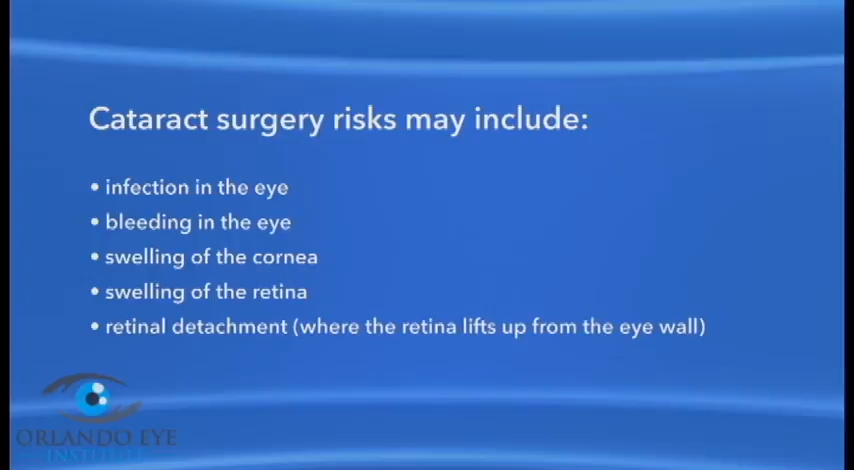 Cataract surgery risks may include:
• infection in the eye
• bleeding in the eye
• swelling of the cornea
• swelling of the retina
• retinal detachment (where the retina lifts up from the eye wall)
ORLANDO EYE
INSTITUTE